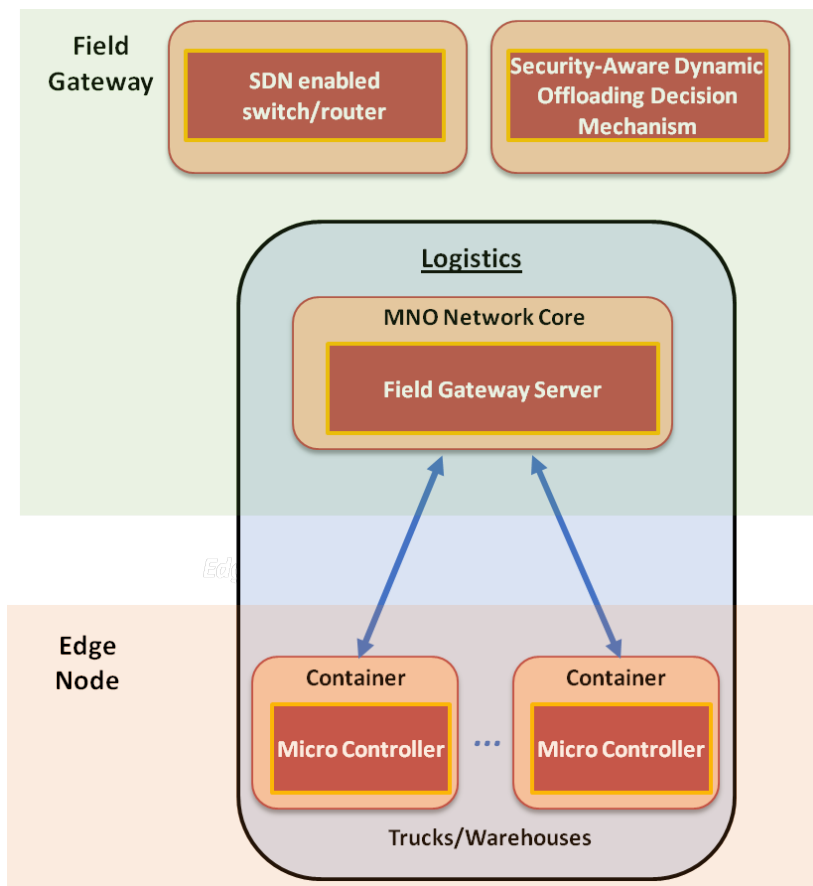 Field
Gateway
SDN enabled
switch/router
Security-Aware Dynamic
Offloading Decision
Mechanism
Logistics
MNO Network Core
Field Gateway Server
Edge
Node
Container
Micro Controller
...
Container
Micro Controller
Trucks/Warehouses